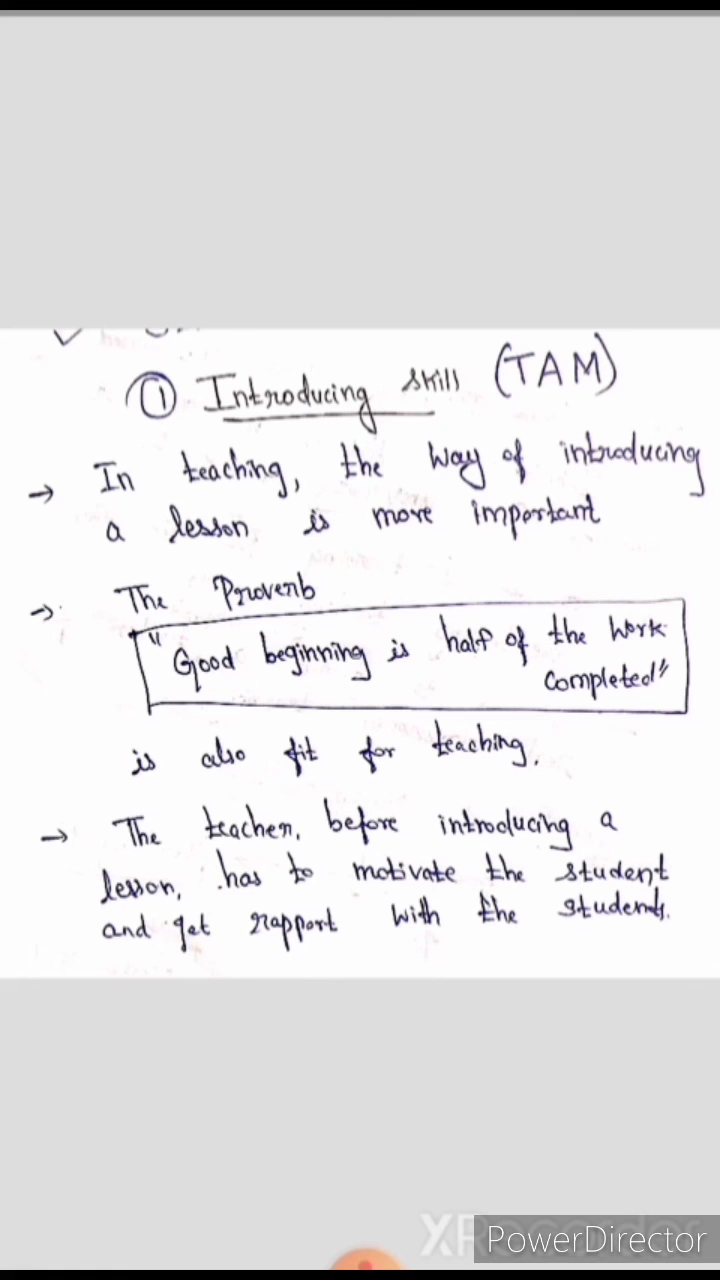 ① Introducing skill (TAM)
→ In teaching, the way of introducing
a lesson is more important
→ The Proverb
"Good beginning is half of the work
completed"
is also fit for teaching.
→ The teacher, before introducing a
lesson, has to motivate the student
and get rapport with the students.
PowerDirector